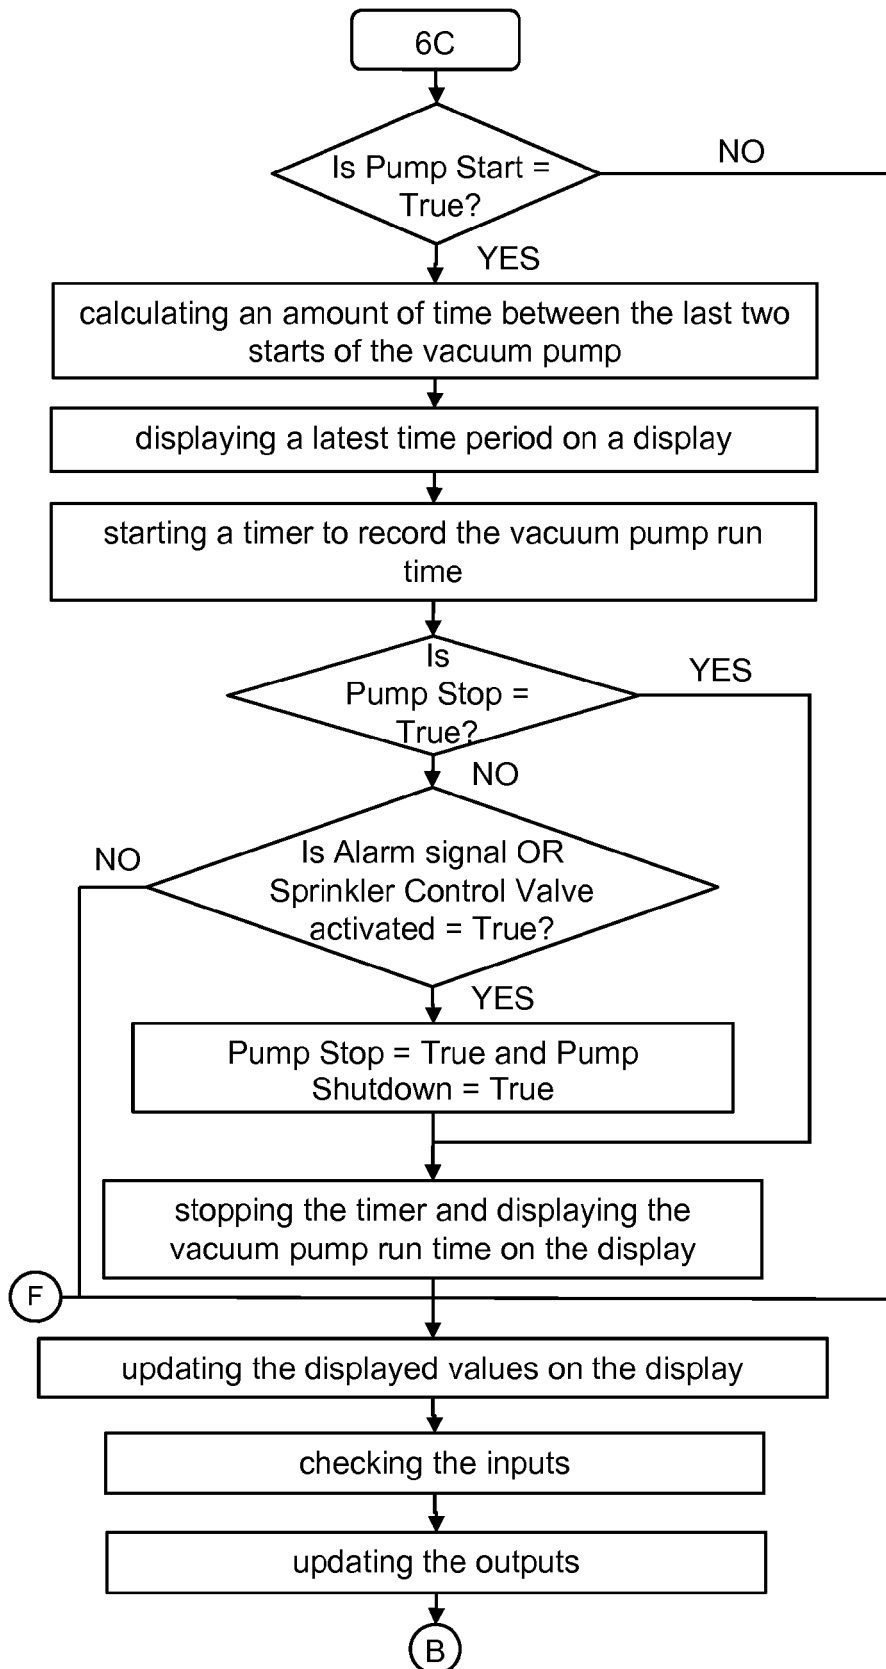 6C
Is Pump Start =
True?
NO
YES
calculating an amount of time between the last two
starts of the vacuum pump
displaying a latest time period on a display
starting a timer to record the vacuum pump run
time
Is
Pump Stop =
True?
YES
NO
Is Alarm signal OR
Sprinkler Control Valve
activated = True?
NO
YES
Pump Stop = True and Pump
Shutdown = True
stopping the timer and displaying the
vacuum pump run time on the display
F
updating the displayed values on the display
checking the inputs
updating the outputs
B